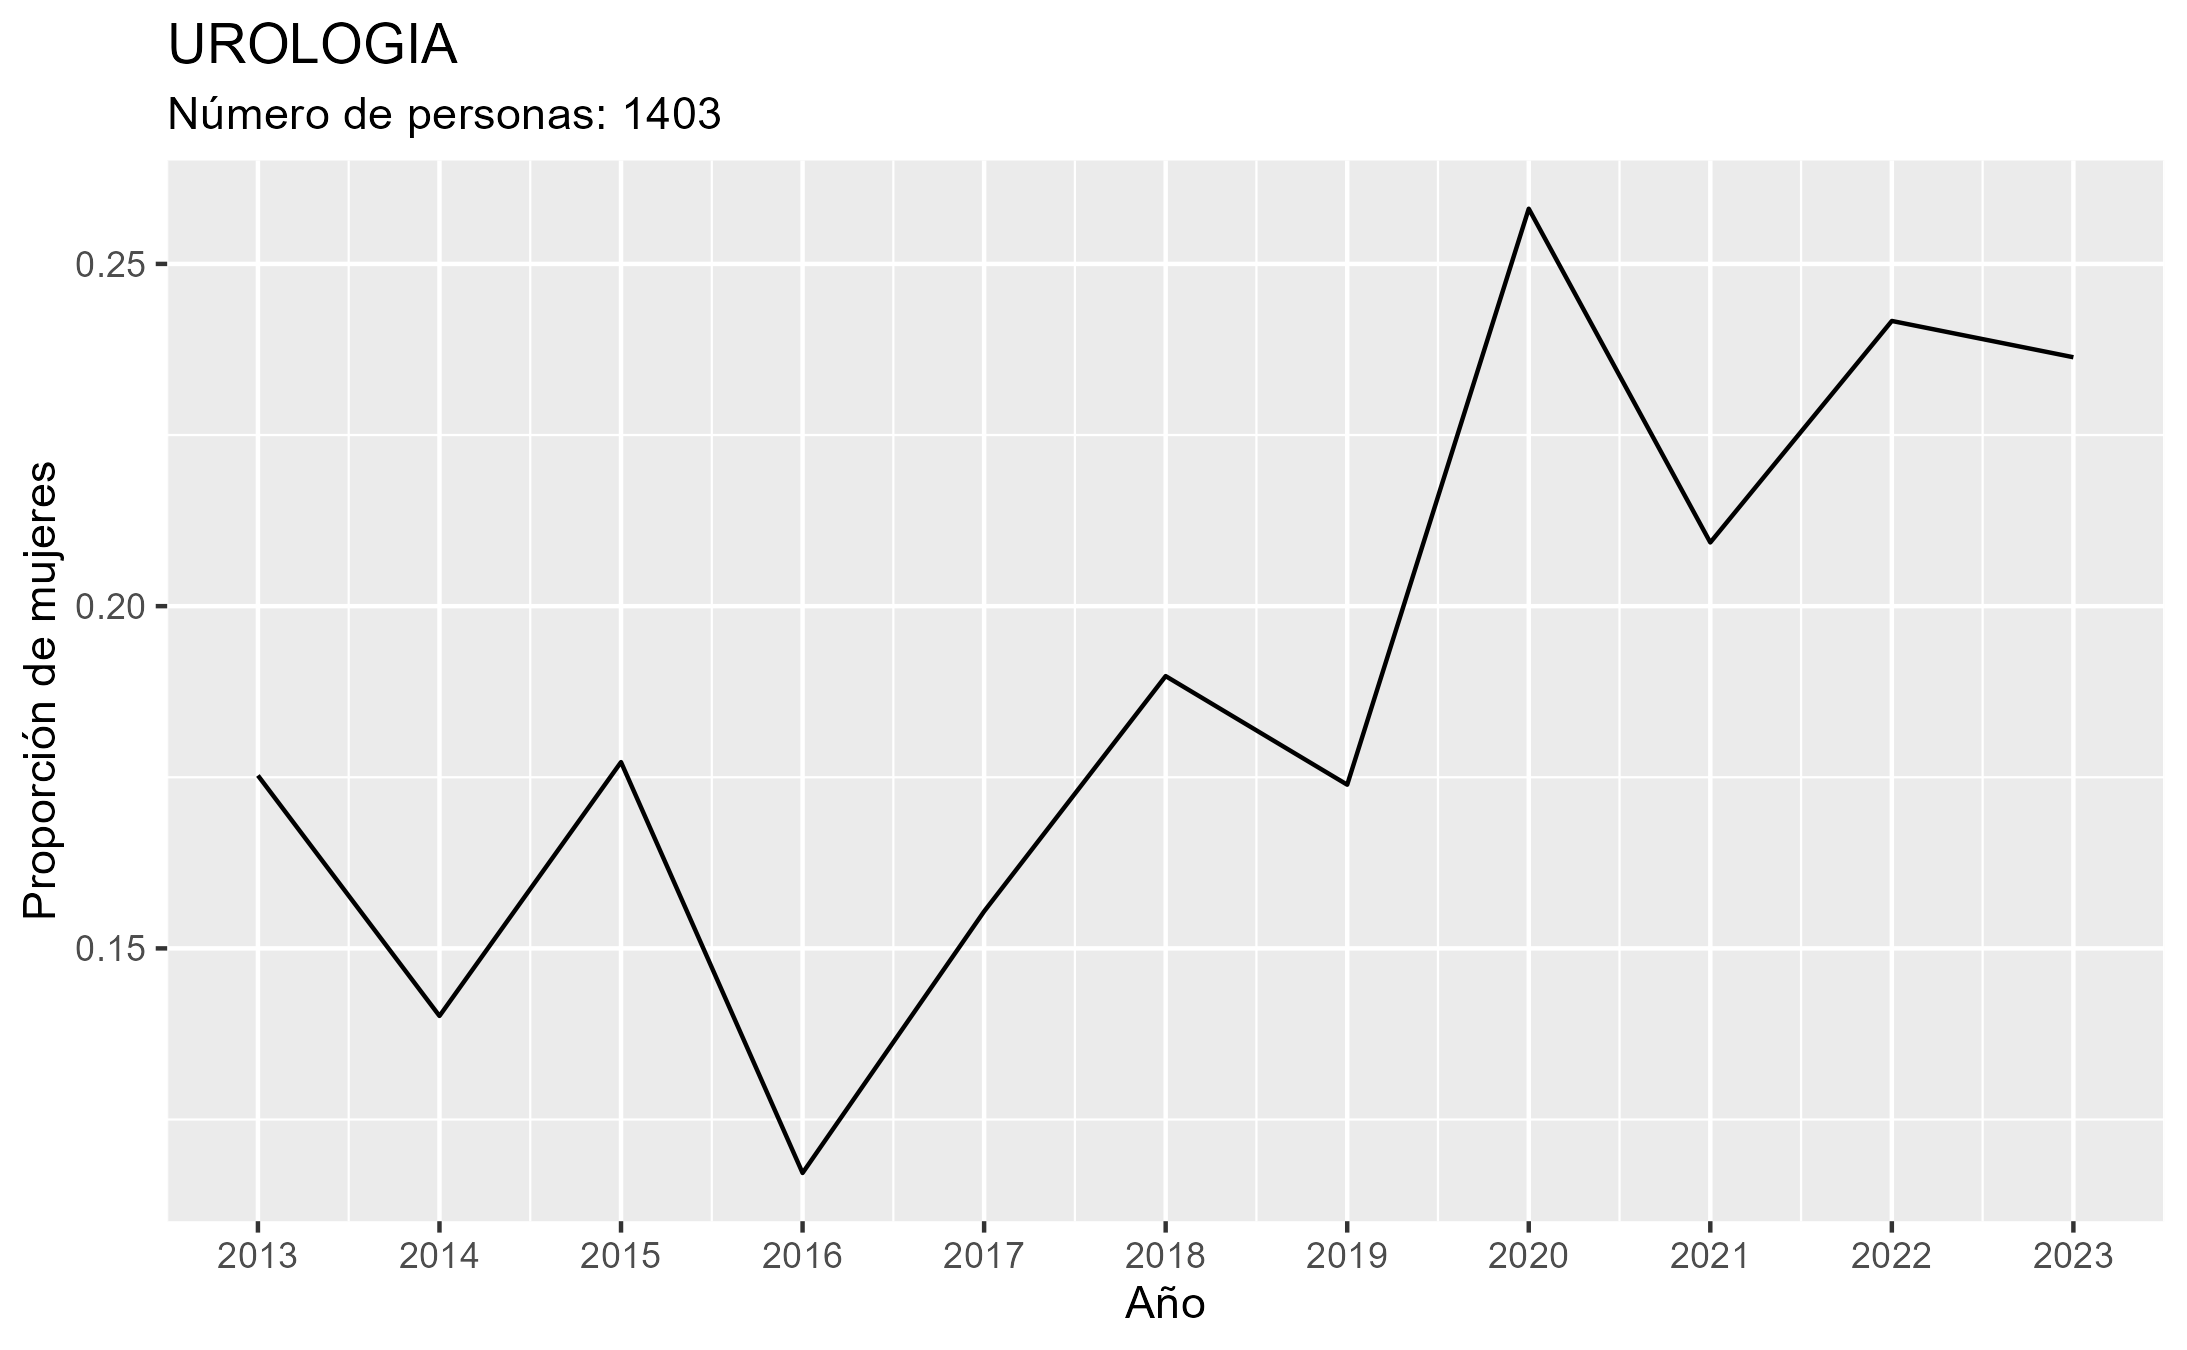 UROLOGIA
Número de personas: 1403
Proporción de mujeres
0.25
0.20
0.15
2013 2014 2015 2016 2017 2018 2019 2020 2021 2022 2023
Año